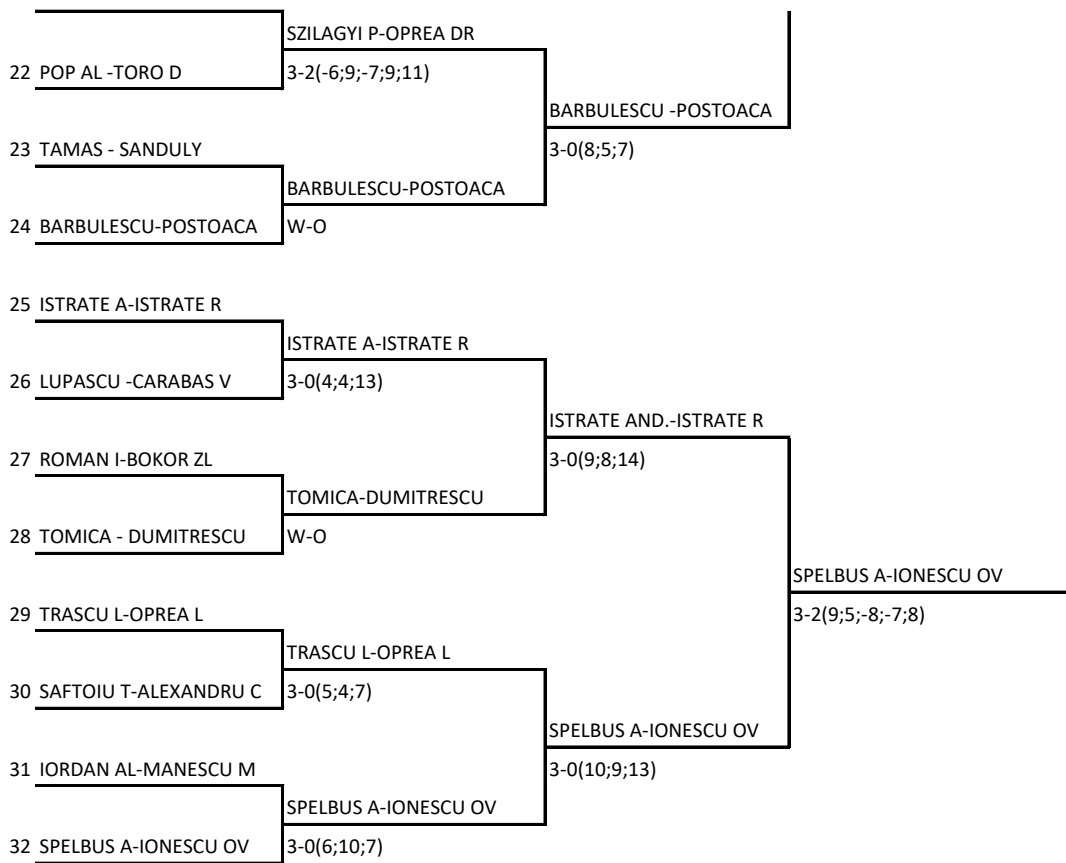 SZILAGYI P-OPREA DR
22 POP AL -TORO D
3-2(-6;9;-7;9;11)
BARBULESCU -POSTOACA
23 TAMAS - SANDULY
3-0(8;5;7)
BARBULESCU-POSTOACA
24 BARBULESCU-POSTOACA
W-O
25 ISTRATE A-ISTRATE R
ISTRATE A-ISTRATE R
26 LUPASCU -CARABAS V
3-0(4;4;13)
ISTRATE AND.-ISTRATE R
27 ROMAN I-BOKOR ZL
3-0(9;8;14)
TOMICA-DUMITRESCU
28 TOMICA - DUMITRESCU
W-O
SPELBUS A-IONESCU OV
29 TRASCU L-OPREA L
3-2(9;5;-8;-7;8)
TRASCU L-OPREA L
30 SAFTOIU T-ALEXANDRU C
3-0(5;4;7)
SPELBUS A-IONESCU OV
31 IORDAN AL-MANESCU M
3-0(10;9;13)
SPELBUS A-IONESCU OV
32 SPELBUS A-IONESCU OV
3-0(6;10;7)